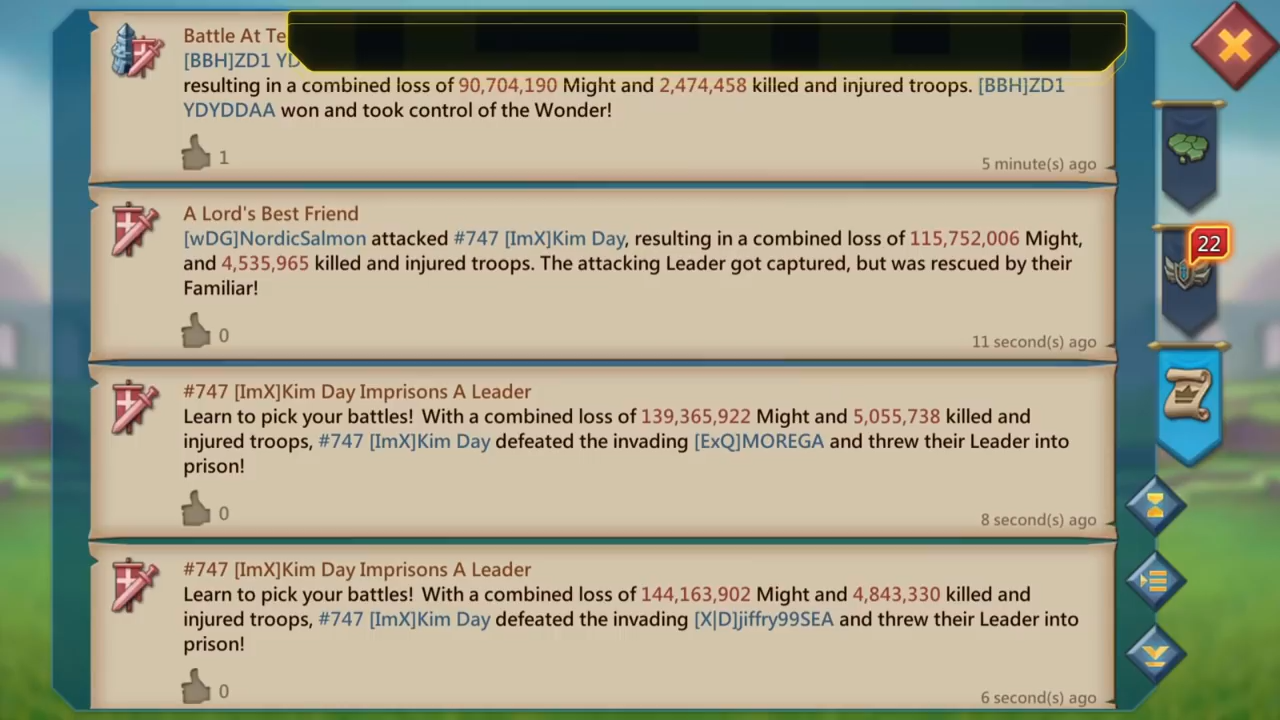 Battle At Te
[BBH]ZD1 YD
resulting in a combined loss of 90,704,190 Might and 2,474,458 killed and injured troops. [BBH]ZD1
YDYDDAA won and took control of the Wonder!
1
5 minute(s) ago
A Lord's Best Friend
[wDG]NordicSalmon attacked #747 [ImX]Kim Day, resulting in a combined loss of 115,752,006 Might,
and 4,535,965 killed and injured troops. The attacking Leader got captured, but was rescued by their
Familiar!
0
11 second(s) ago
22
#747 [ImX]Kim Day Imprisons A Leader
Learn to pick your battles! With a combined loss of 139,365,922 Might and 5,055,738 killed and
injured troops, #747 [ImX]Kim Day defeated the invading [ExQ]MOREGA and threw their Leader into
prison!
0
8 second(s) ago
#747 [ImX]Kim Day Imprisons A Leader
Learn to pick your battles! With a combined loss of 144,163,902 Might and 4,843,330 killed and
injured troops, #747 [ImX]Kim Day defeated the invading [X|D]jiffry99SEA and threw their Leader into
prison!
0
6 second(s) ago